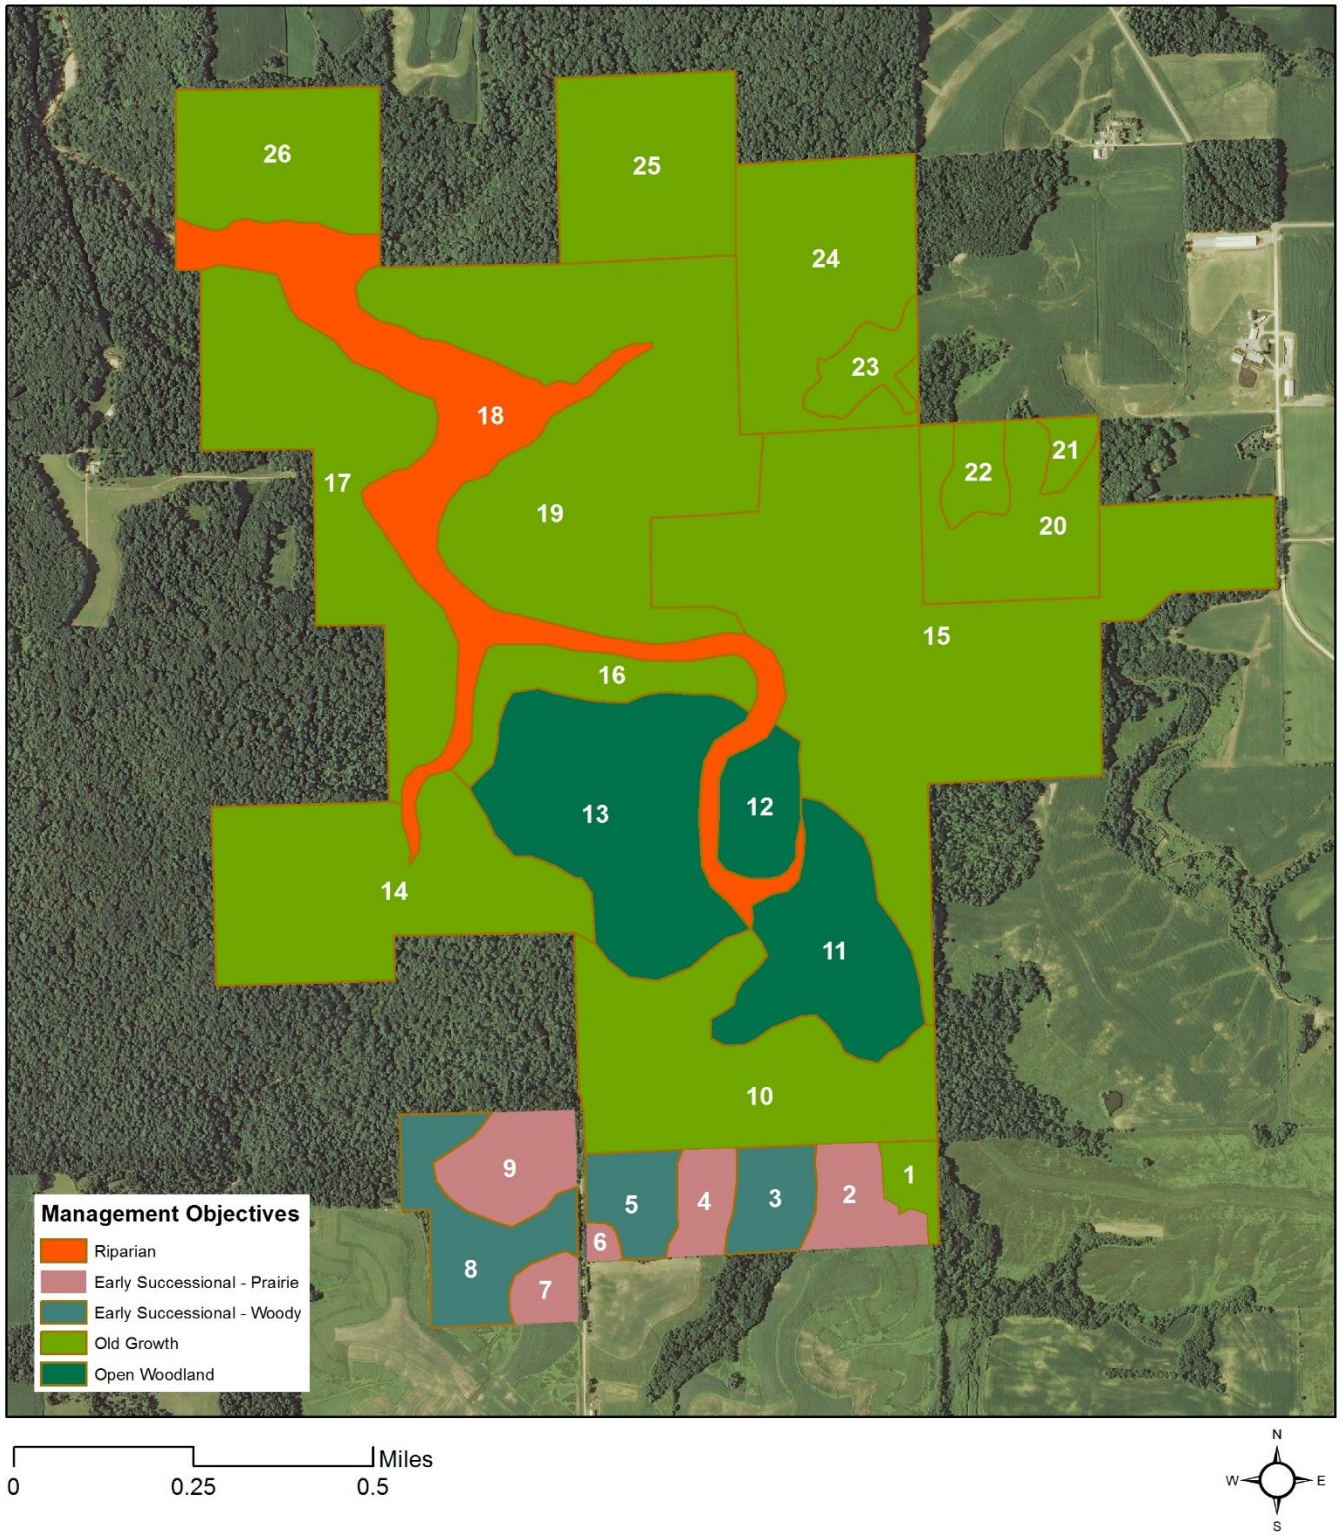 26
25
24
23
18
21
22
17
19
20
15
16
13
12
14
11
10
9
1
5
4
3
2
6
8
7
Management Objectives
Riparian
Early Successional - Prairie
Early Successional - Woody
Old Growth
Open Woodland
Miles
0 0.25 0.5
N
W E
S